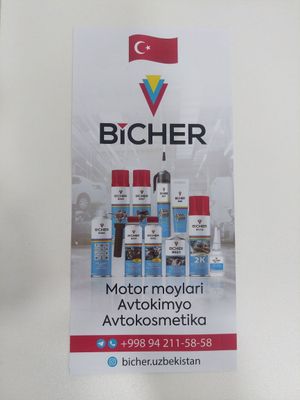 BiCHER
Motor moylari
Avtokimyo
Avtokosmetika
+998 94 211-58-58
bicher.uzbekistan